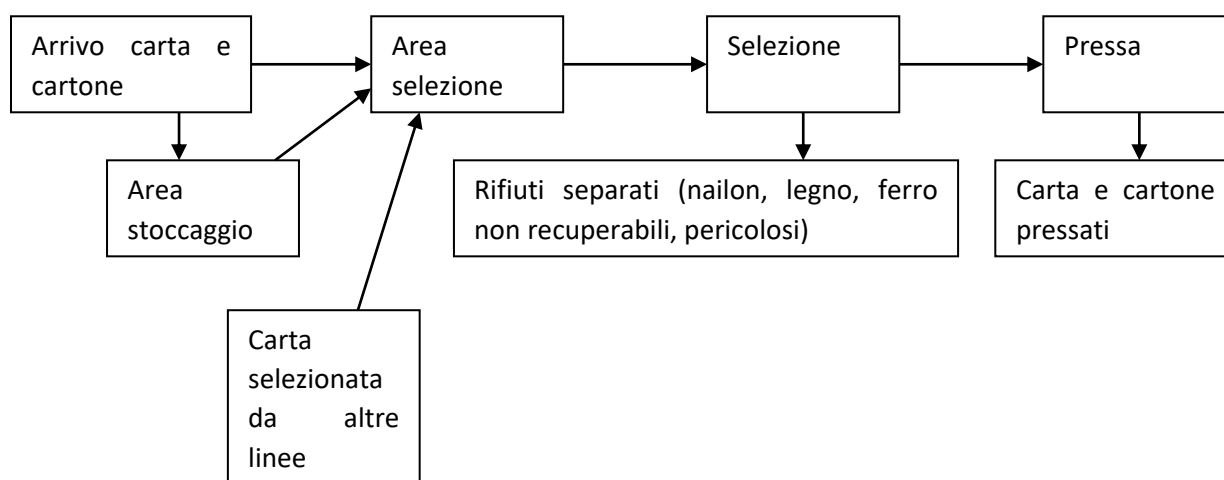 Arrivo carta e
cartone
Area
selezione
Selezione
Pressa
Area
stoccaggio
Rifiuti separati (nailon, legno, ferro
non recuperabili, pericolosi)
Carta e cartone
pressati
Carta
selezionata
da altre
linee